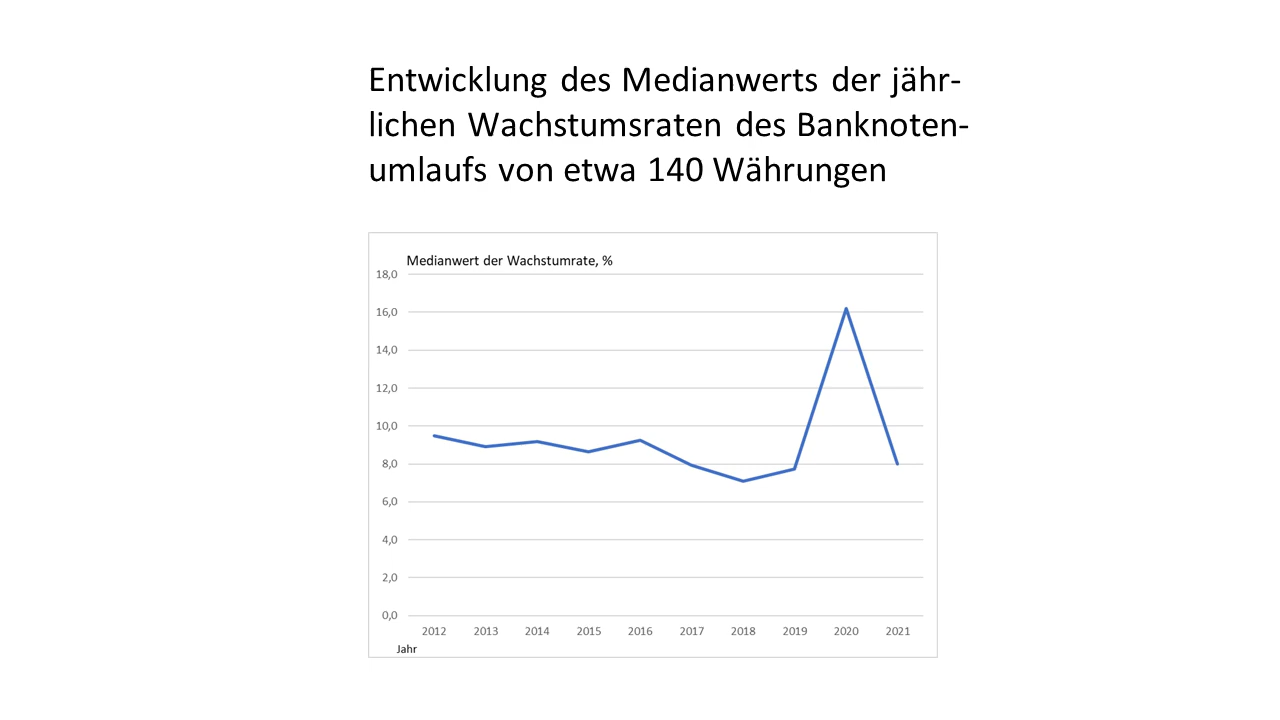 Entwicklung des Medianwerts der jähr-
lichen Wachstumsraten des Banknoten-
umlaufs von etwa 140 Währungen
Medianwert der Wachstumrate, %
18,0
16,0
14,0
12,0
10,0
8,0
6,0
4,0
2,0
0,0
2012 2013 2014 2015 2016 2017 2018 2019 2020 2021
Jahr